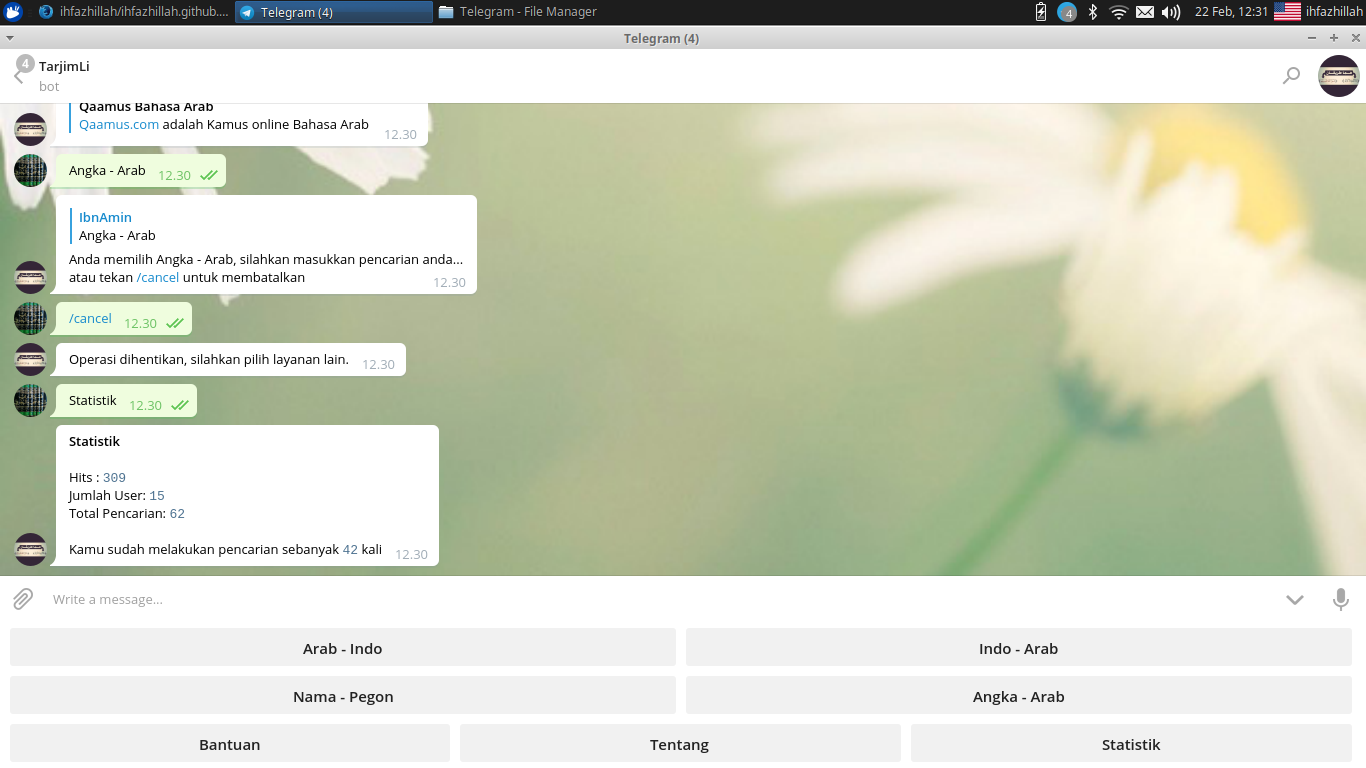 ihfazhillah/ihfazhillah.github....
Telegram (4)
Telegram - File Manager
4
22 Feb, 12:31
ihfazhillah
Telegram (4)
4
TarjimLi
bot
Qaamus Bahasa Arab
Qaamus.com adalah Kamus online Bahasa Arab
12.30
Angka - Arab
12.30
IbnAmin
Angka - Arab
Anda memilih Angka - Arab, silahkan masukkan pencarian anda...
atau tekan /cancel untuk membatalkan
12.30
/cancel
12.30
Operasi dihentikan, silahkan pilih layanan lain.
12.30
Statistik
12.30
Statistik
Hits : 309
Jumlah User: 15
Total Pencarian: 62
Kamu sudah melakukan pencarian sebanyak 42 kali
12.30
Write a message...
Arab - Indo
Indo - Arab
Nama - Pegon
Angka - Arab
Bantuan
Tentang
Statistik